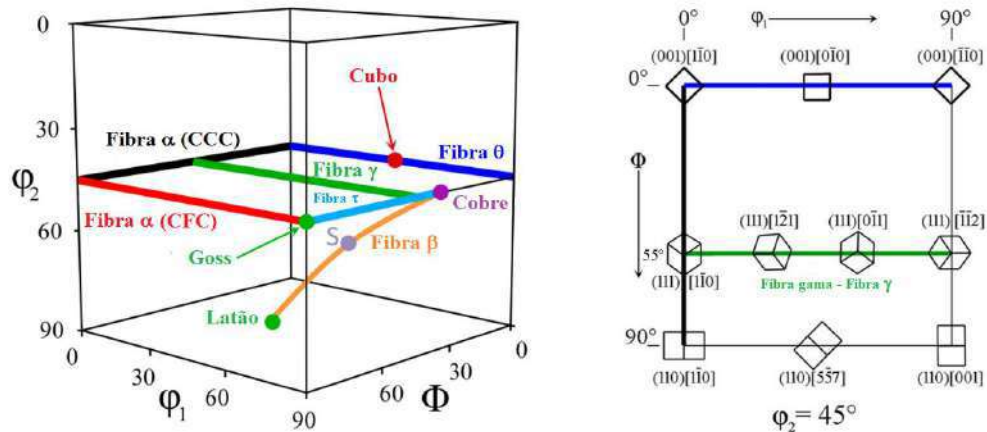 0
30
60
90
φ₂
Cubo
Fibra α (CCC)
Fibra θ
Fibra γ
Fibra τ
Cobre
Fibra α (CFC)
S
Fibra β
Goss
Latão
0
30
60
90
φ₁
60
30
0
Φ
0° φ₁ 90°
(001)[11̄0] (001)[01̄0] (001)[1̄1̄0]
0°
Φ
(111)[12̄1] (111)[01̄1] (111)[1̄1̄2]
55°
(111) [11̄0] Fibra gama - Fibra γ
90°
(110)[11̄0] (110)[55̄7] (110)[001]
φ₂= 45°